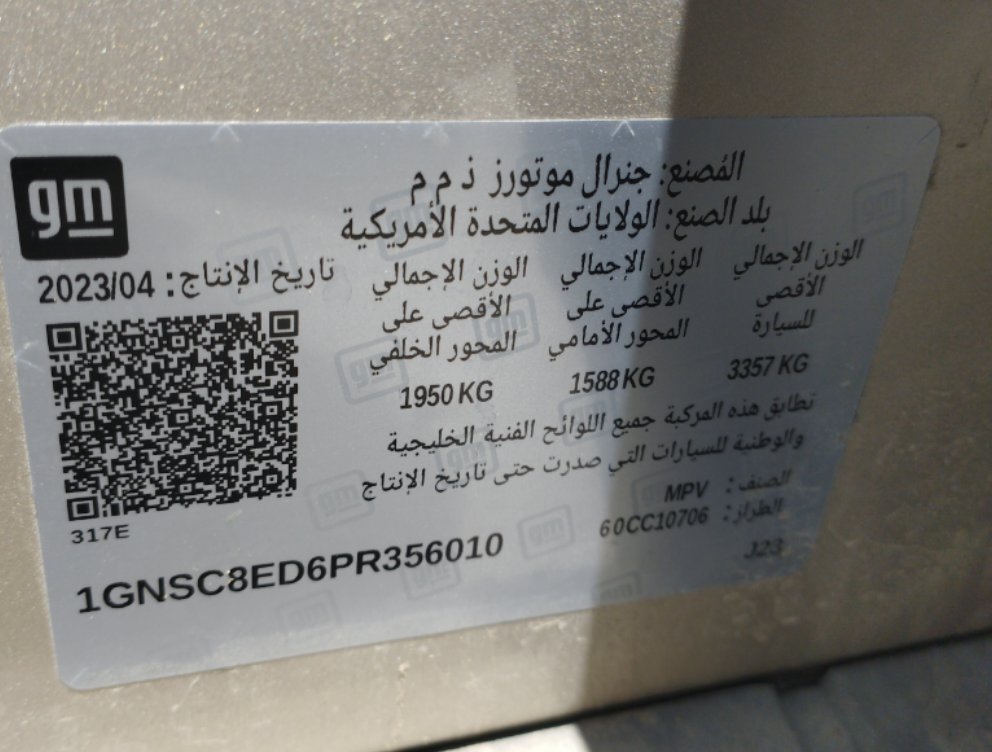 gm
المُصنع: جنرال موتورز ذ م م
بلد الصنع: الولايات المتحدة الأمريكية
الوزن الإجمالي الأقصى للسيارة
3357 KG
الوزن الإجمالي الأقصى على المحور الأمامي
1588 KG
الوزن الإجمالي الأقصى على المحور الخلفي
1950 KG
تاريخ الإنتاج: 2023/04
تطابق هذه المركبة جميع اللوائح الفنية الخليجية
والوطنية للسيارات التي صدرت حتى تاريخ الإنتاج
الصنف: MPV
الطراز: 60CC10706
J23
317E
1GNSC8ED6PR356010